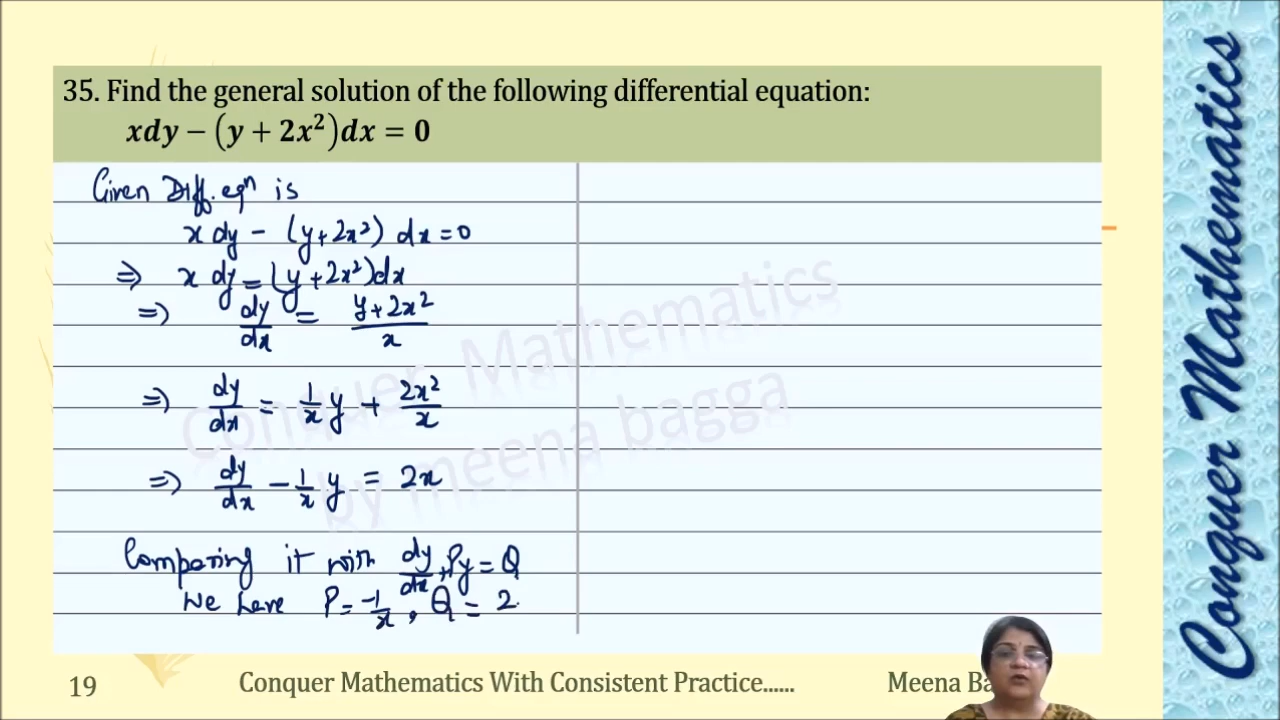 35. Find the general solution of the following differential equation:
xdy − (y + 2x²)dx = 0
Given Diff. eqⁿ is
x dy − (y+2x²) dx = 0
⇒ x dy = (y+2x²)dx
⇒ dy/dx = (y+2x²)/x
⇒ dy/dx = 1/x y + 2x²/x
⇒ dy/dx − 1/x y = 2x
Comparing it with dy/dx + Py = Q
We have P = −1/x , Q = 2
Conquer Mathematics
By meena bagga
19
Conquer Mathematics With Consistent Practice......
Meena Ba
Conquer Mathematics